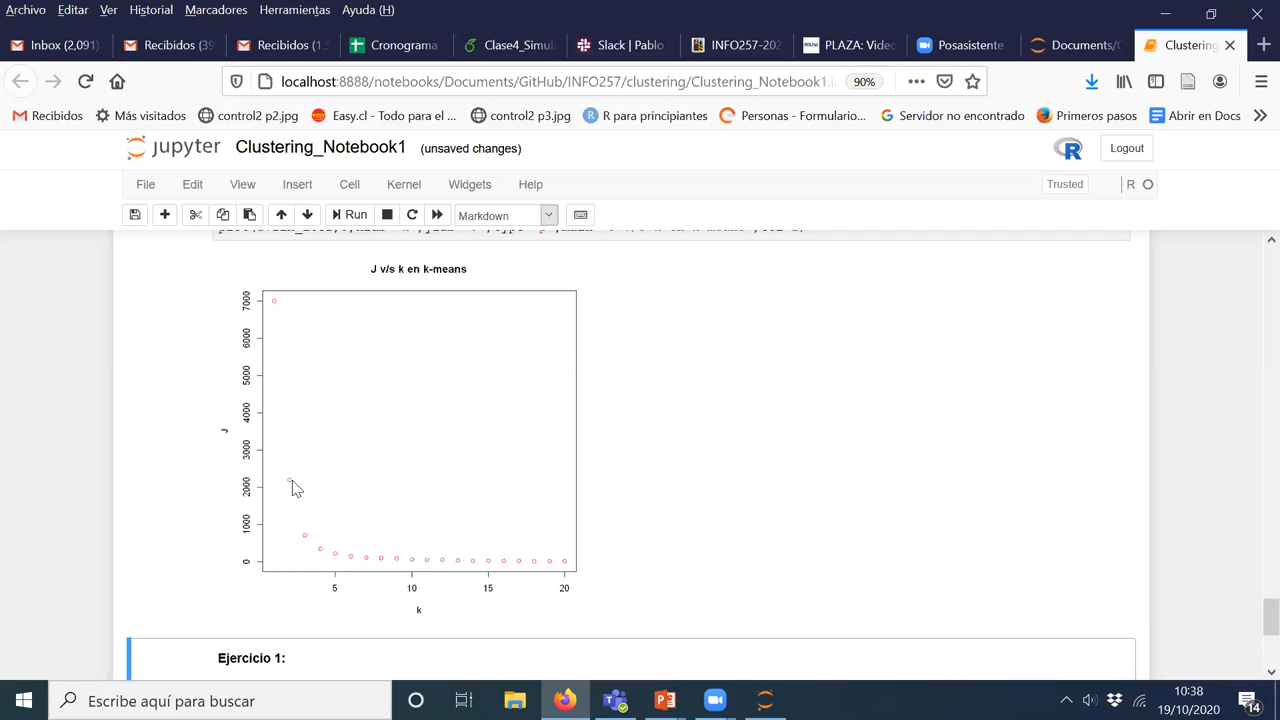 Archivo Editar Ver Historial Marcadores Herramientas Ayuda (H)
Inbox (2,091) Recibidos (39 Recibidos (1.5 Cronograma Clase4_Simu Slack | Pablo INFO257-202 PLAZA: Vide Posasistente Documents/ Clustering
localhost:8888/notebooks/Documents/GitHub/INFO257/clustering/Clustering_Notebook1.i 90%
Recibidos Más visitados control2 p2.jpg Easy.cl - Todo para el ... control2 p3.jpg R para principiantes Personas - Formulario... Servidor no encontrado Primeros pasos Abrir en Docs
jupyter Clustering_Notebook1 (unsaved changes) Logout
File Edit View Insert Cell Kernel Widgets Help Trusted R
Run Markdown
J v/s k en k-means
7000
6000
5000
4000
3000
2000
1000
0
J
5 10 15 20
k
Ejercicio 1:
Escribe aquí para buscar
10:38
19/10/2020
14